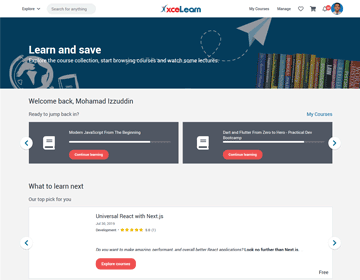 Explore
Search for anything
XceLearn
My Courses
Manage
Learn and save
Explore the course collection, start browsing courses and watch some lectures.
Welcome back, Mohamad Izzuddin
Ready to jump back in?
My Courses
Modern JavaScript From The Beginning
Continue learning
Dart and Flutter From Zero to Hero - Practical Dev
Bootcamp
Continue learning
What to learn next
Our top pick for you
Universal React with Next.js
Jul 30, 2019
Development
Do you want to make amazing, performant, and overall better React applications? Look no further than Next.js
Explore courses
Free